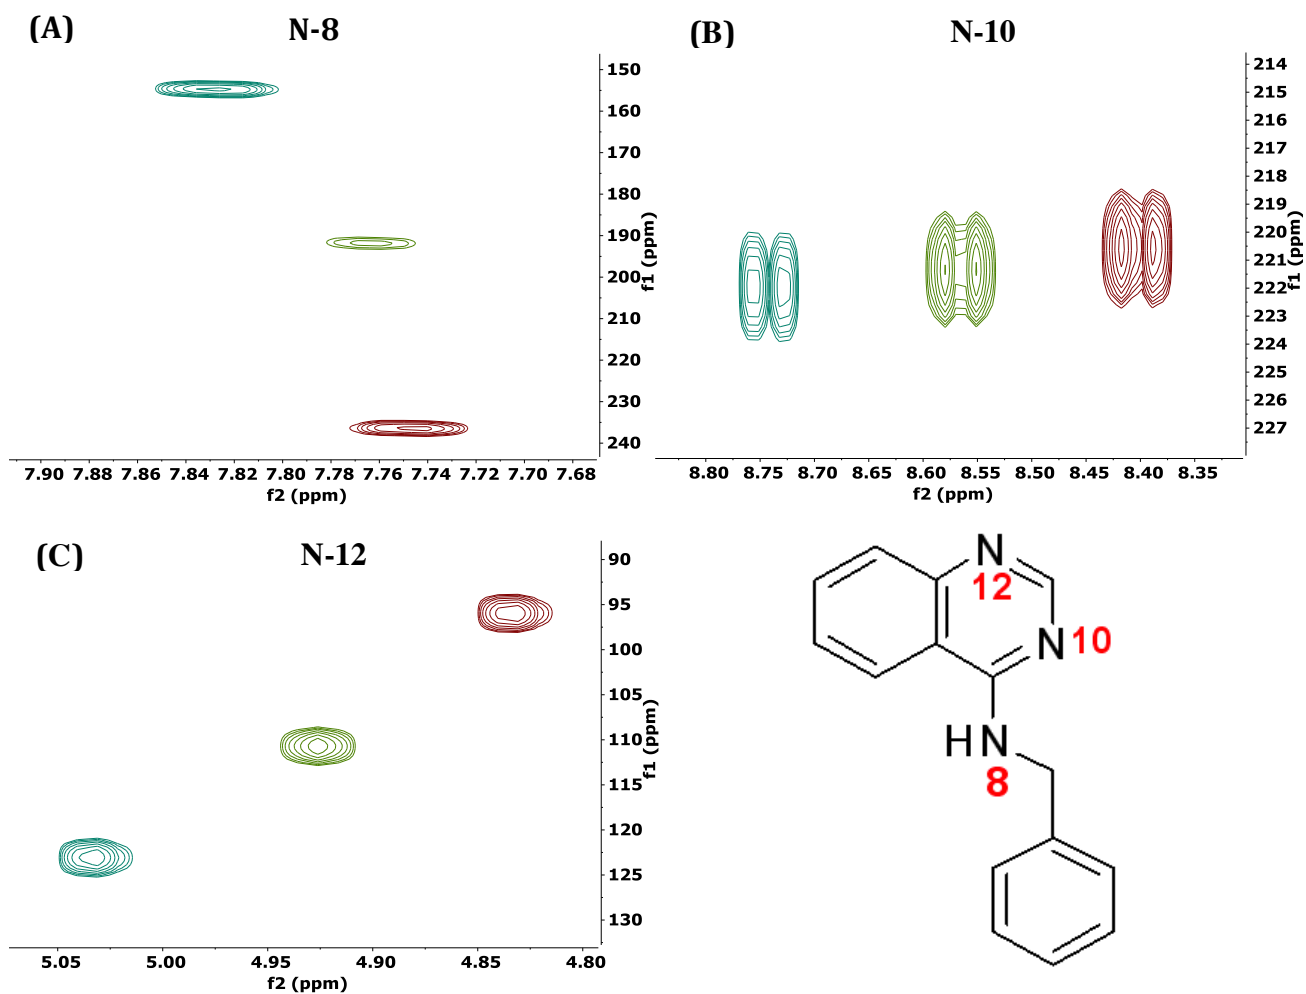 (A) N-8
150
160
170
180
190
200
210
220
230
240
f1 (ppm)
7.90 7.88 7.86 7.84 7.82 7.80 7.78 7.76 7.74 7.72 7.70 7.68
f2 (ppm)
(B) N-10
214
215
216
217
218
219
220
221
222
223
224
225
226
227
f1 (ppm)
8.80 8.75 8.70 8.65 8.60 8.55 8.50 8.45 8.40 8.35
f2 (ppm)
(C) N-12
90
95
100
105
110
115
120
125
130
f1 (ppm)
5.05 5.00 4.95 4.90 4.85 4.80
f2 (ppm)
N
12
N 10
H N
8